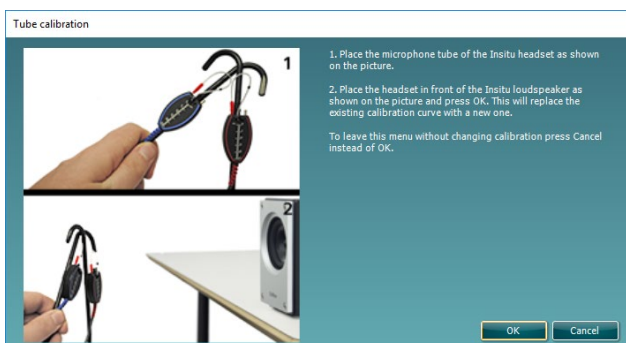 Tube calibration
1
1. Place the microphone tube of the Insitu headset as shown
on the picture.
2. Place the headset in front of the Insitu loudspeaker as
shown on the picture and press OK. This will replace the
existing calibration curve with a new one.
To leave this menu without changing calibration press Cancel
instead of OK.
2
OK
Cancel